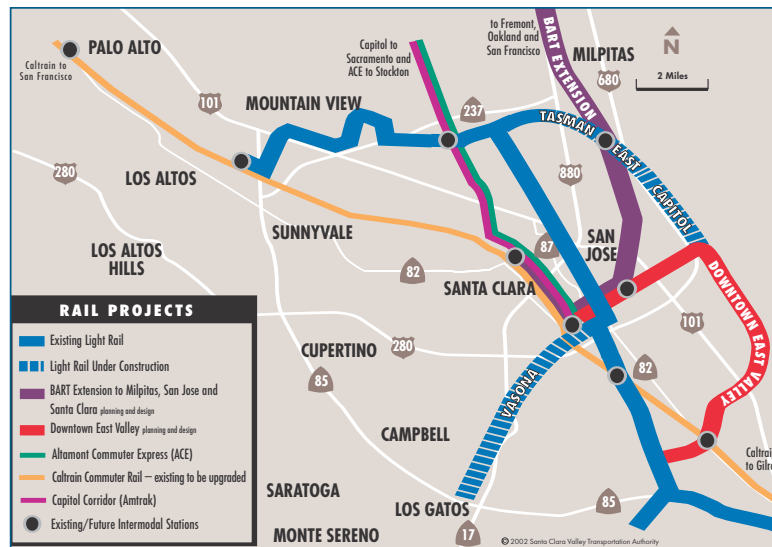 PALO ALTO
Caltrain to
San Francisco
101
MOUNTAIN VIEW
Capitol to
Sacramento and
ACE to Stockton
237
to Fremont,
Oakland and
San Francisco
BART EXTENSION
MILPITAS
680
N
2 Miles
TASMAN
EAST
CAPITOL
280
LOS ALTOS
880
LOS ALTOS
HILLS
SUNNYVALE
82
87
SAN
JOSE
SANTA CLARA
DOWNTOWN EAST VALLEY
101
CUPERTINO
280
85
82
VASONA
CAMPBELL
SARATOGA
LOS GATOS
MONTE SERENO
17
85
Caltrain
to Gilro
RAIL PROJECTS
Existing Light Rail
Light Rail Under Construction
BART Extension to Milpitas, San Jose and
Santa Clara planning and design
Downtown East Valley planning and design
Altamont Commuter Express (ACE)
Caltrain Commuter Rail – existing to be upgraded
Capitol Corridor (Amtrak)
Existing/Future Intermodal Stations
© 2002 Santa Clara Valley Transportation Authority